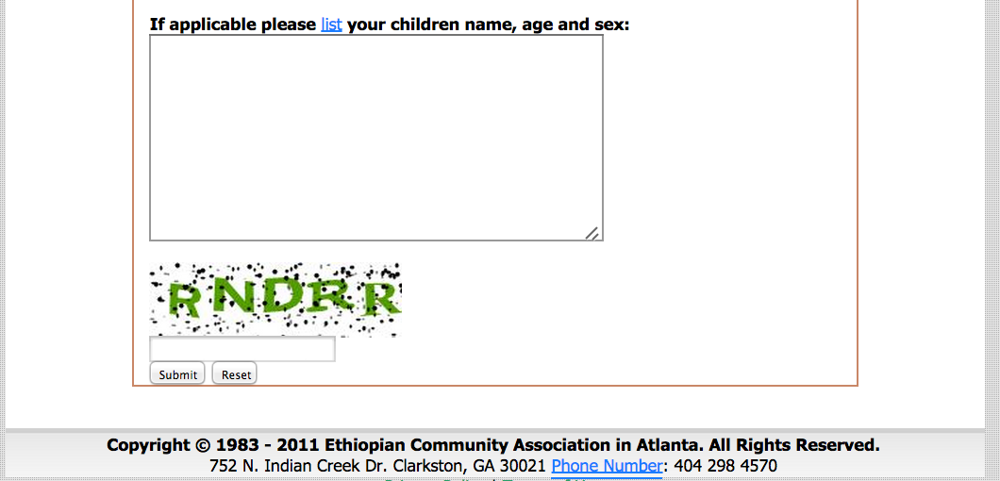 If applicable please list your children name, age and sex:
RNDRR
Submit Reset
Copyright © 1983 - 2011 Ethiopian Community Association in Atlanta. All Rights Reserved.
752 N. Indian Creek Dr. Clarkston, GA 30021 Phone Number: 404 298 4570